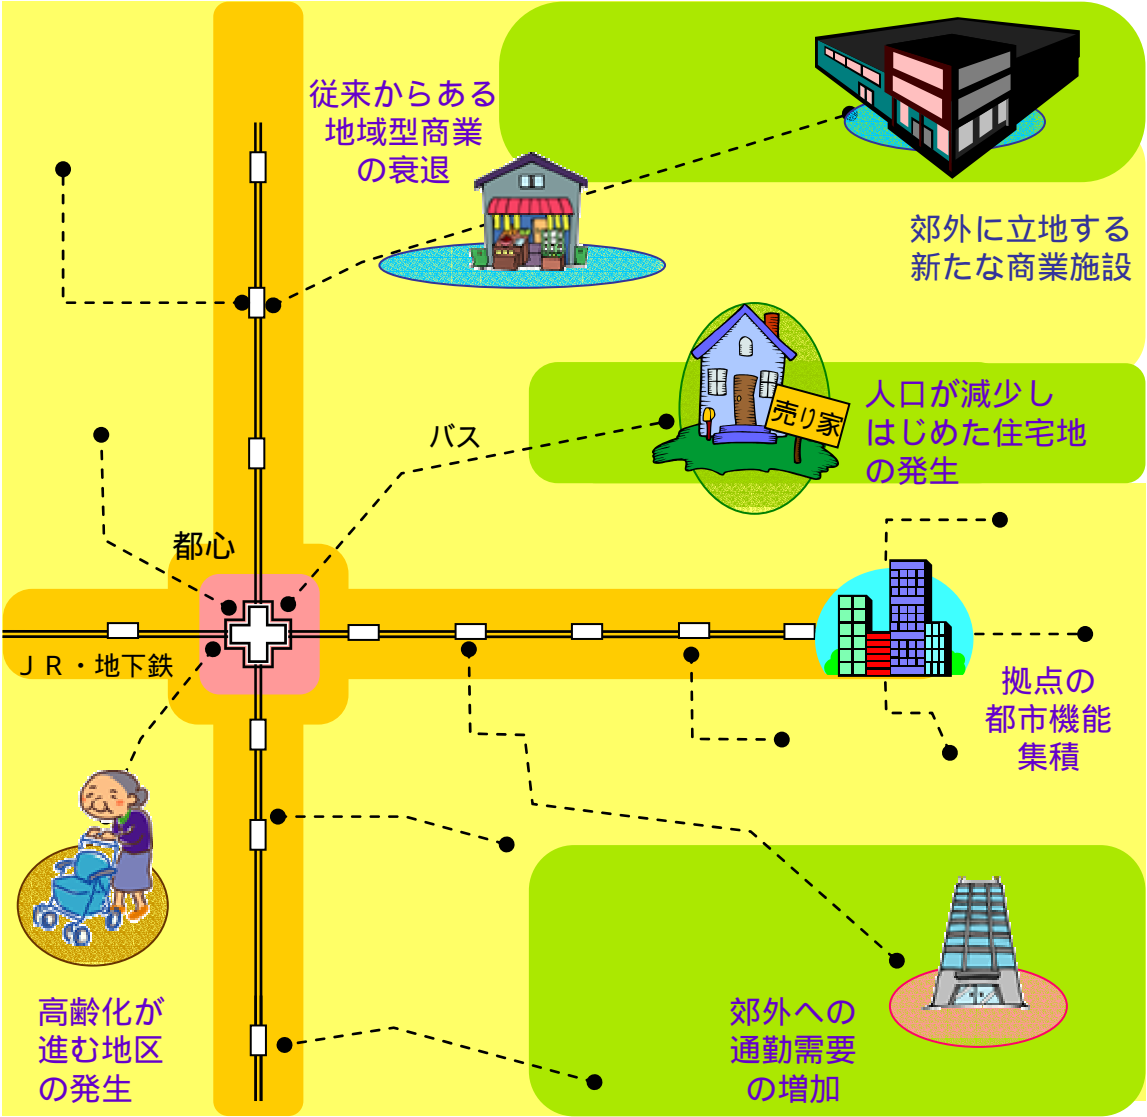 従来からある
地域型商業
の衰退
郊外に立地する
新たな商業施設
売り家
人口が減少し
はじめた住宅地
の発生
バス
都心
ＪＲ・地下鉄
拠点の
都市機能
集積
高齢化が
進む地区
の発生
郊外への
通勤需要
の増加